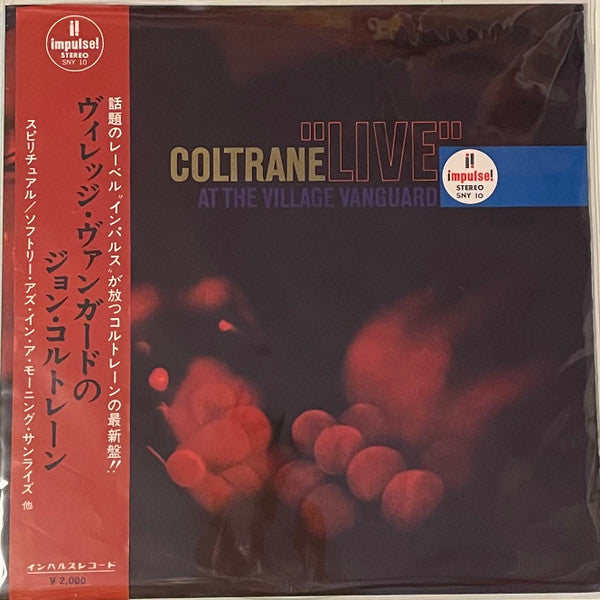 i!
impulse!
STEREO
SNY 10
話題のレーベル"インパルス"が放つコルトレーンの最新盤!!
ヴィレッジ・ヴァンガードの
ジョン・コルトレーン
スピリチュアル/ソフトリー・アズ・イン・ア・モーニング・サンライズ 他
インパルスレコード
¥2,000
COLTRANE "LIVE"
AT THE VILLAGE VANGUARD
i!
impulse!
STEREO
SNY 10